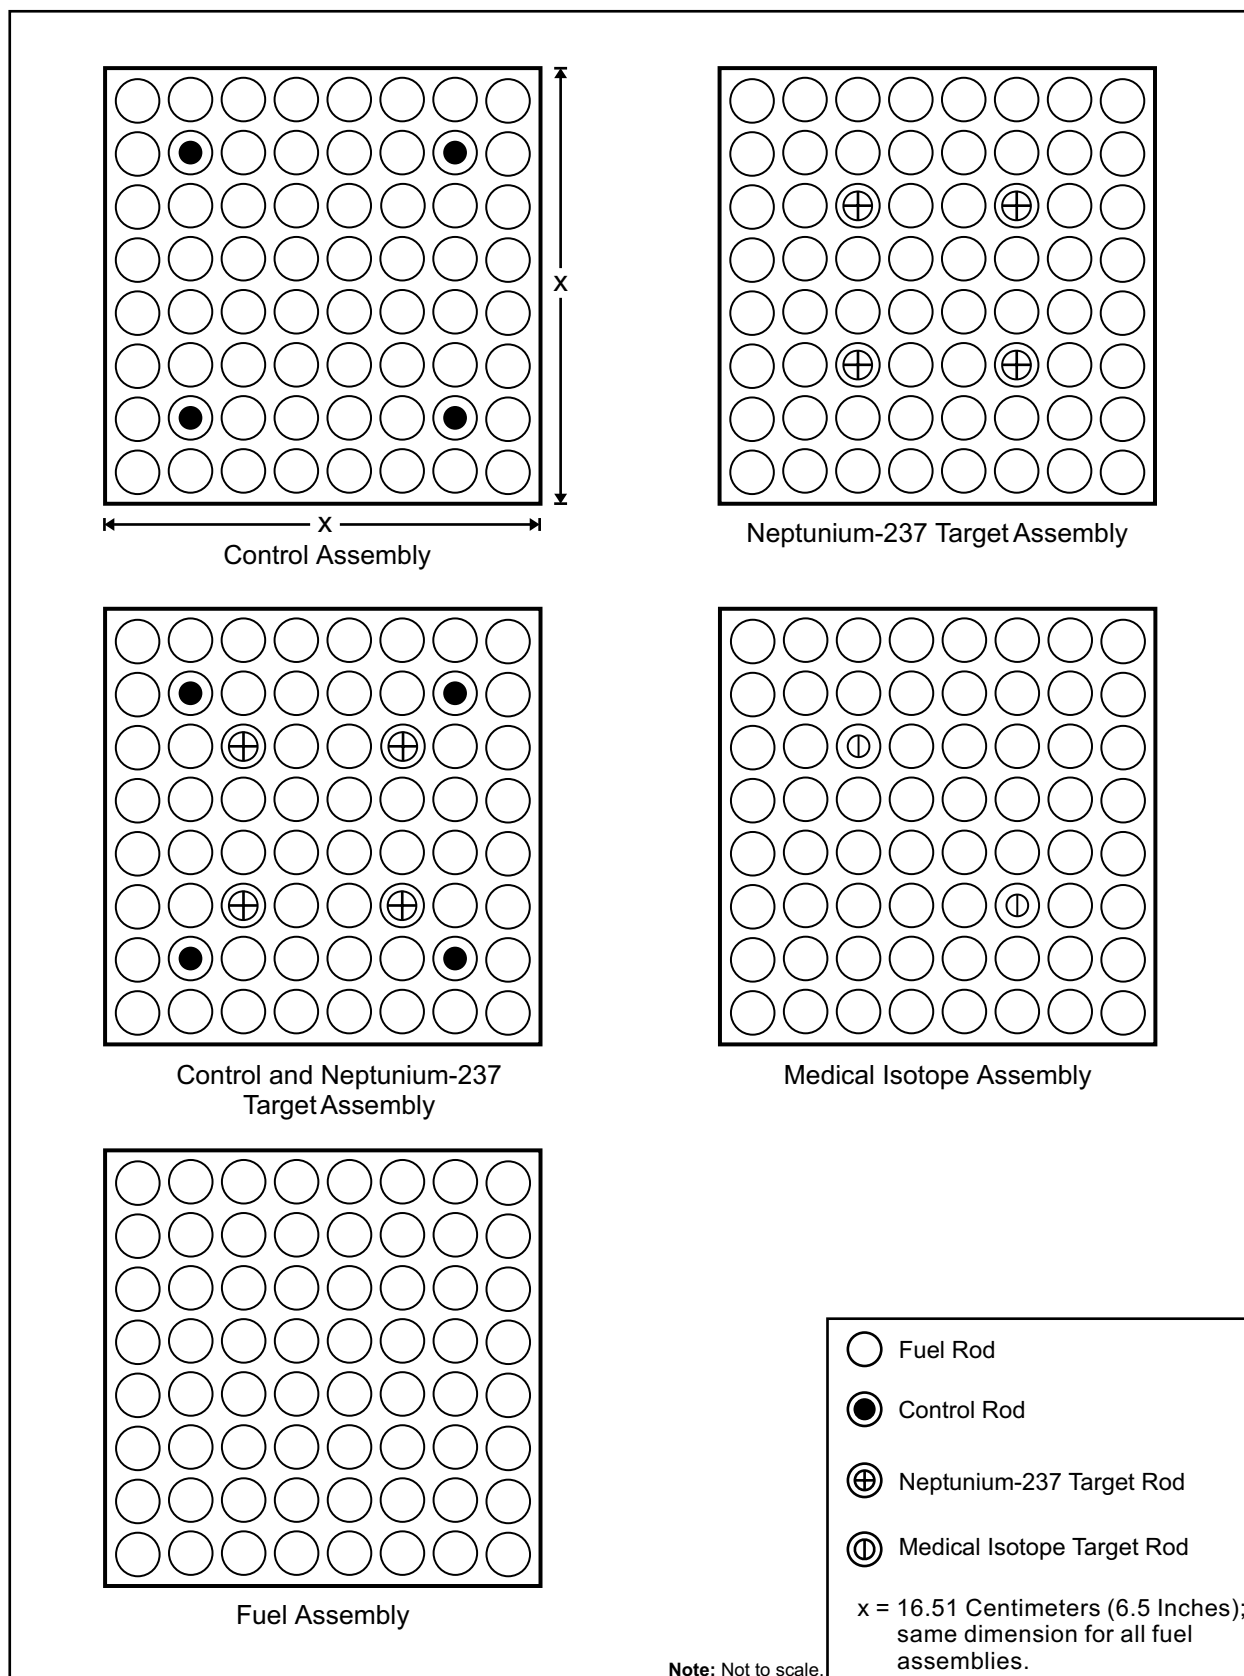 x
x
Control Assembly
Neptunium-237 Target Assembly
Control and Neptunium-237
Target Assembly
Medical Isotope Assembly
Fuel Assembly
Fuel Rod
Control Rod
Neptunium-237 Target Rod
Medical Isotope Target Rod
x = 16.51 Centimeters (6.5 Inches);
same dimension for all fuel
assemblies.
Note: Not to scale.